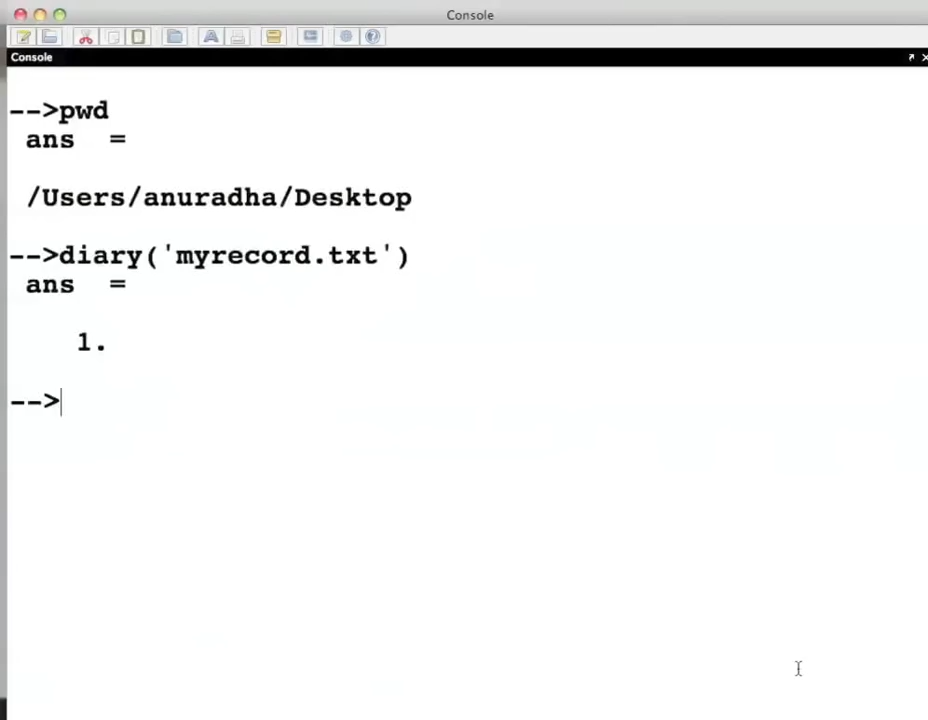 Console
Console
-->pwd
ans =
/Users/anuradha/Desktop
-->diary('myrecord.txt')
ans =
1.
-->